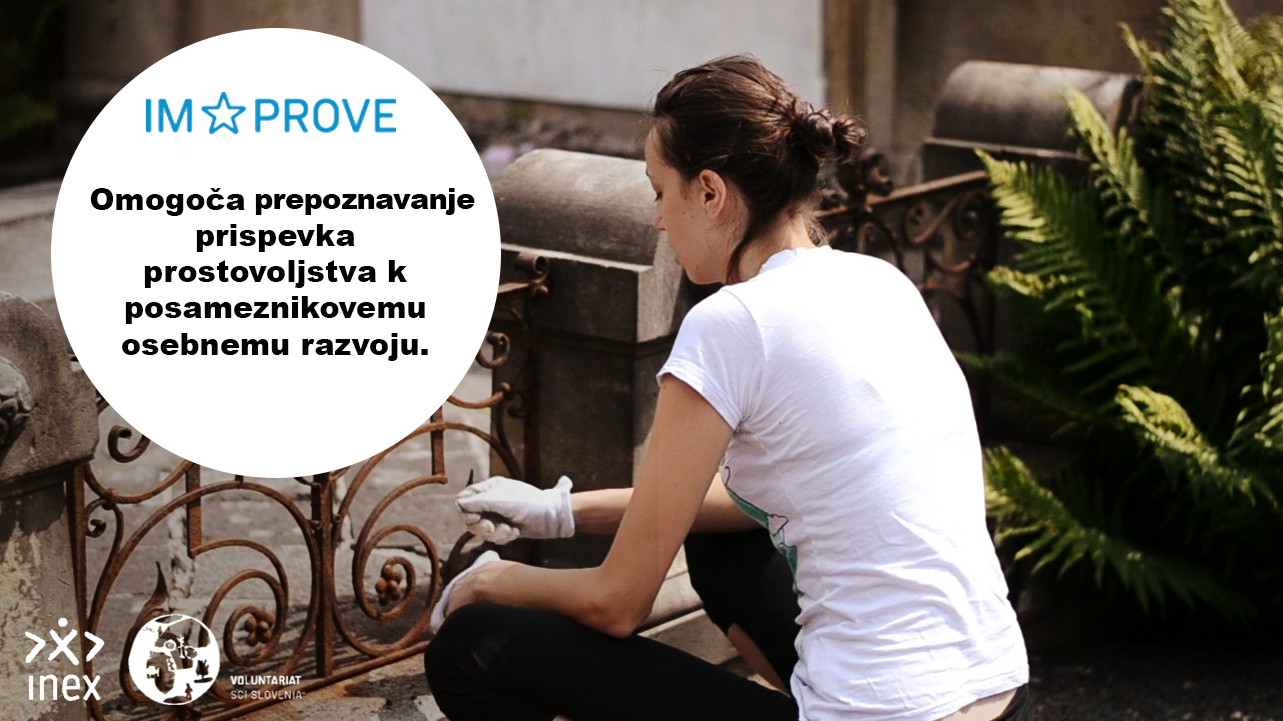 IM PROVE
Omogoča prepoznavanje
prispevka
prostovoljstva k
posameznikovemu
osebnemu razvoju.
inex
VOLUNTARIAT
SCI SLOVENIA